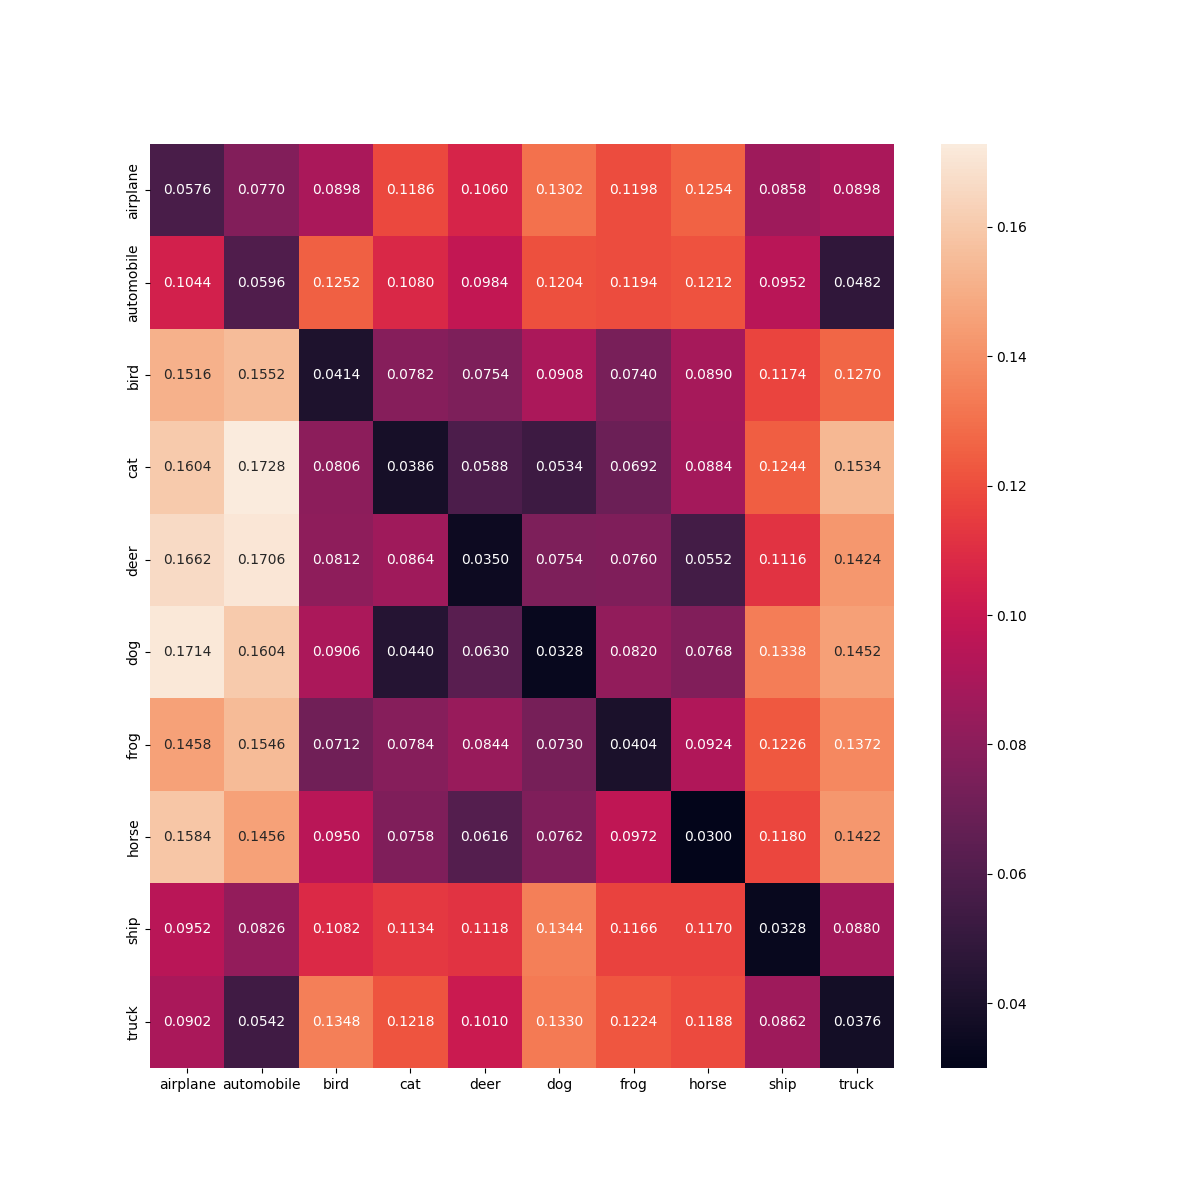 airplane 0.0576 0.0770 0.0898 0.1186 0.1060 0.1302 0.1198 0.1254 0.0858 0.0898
automobile 0.1044 0.0596 0.1252 0.1080 0.0984 0.1204 0.1194 0.1212 0.0952 0.0482
bird 0.1516 0.1552 0.0414 0.0782 0.0754 0.0908 0.0740 0.0890 0.1174 0.1270
cat 0.1604 0.1728 0.0806 0.0386 0.0588 0.0534 0.0692 0.0884 0.1244 0.1534
deer 0.1662 0.1706 0.0812 0.0864 0.0350 0.0754 0.0760 0.0552 0.1116 0.1424
dog 0.1714 0.1604 0.0906 0.0440 0.0630 0.0328 0.0820 0.0768 0.1338 0.1452
frog 0.1458 0.1546 0.0712 0.0784 0.0844 0.0730 0.0404 0.0924 0.1226 0.1372
horse 0.1584 0.1456 0.0950 0.0758 0.0616 0.0762 0.0972 0.0300 0.1180 0.1422
ship 0.0952 0.0826 0.1082 0.1134 0.1118 0.1344 0.1166 0.1170 0.0328 0.0880
truck 0.0902 0.0542 0.1348 0.1218 0.1010 0.1330 0.1224 0.1188 0.0862 0.0376
airplane automobile bird cat deer dog frog horse ship truck
0.16
0.14
0.12
0.10
0.08
0.06
0.04